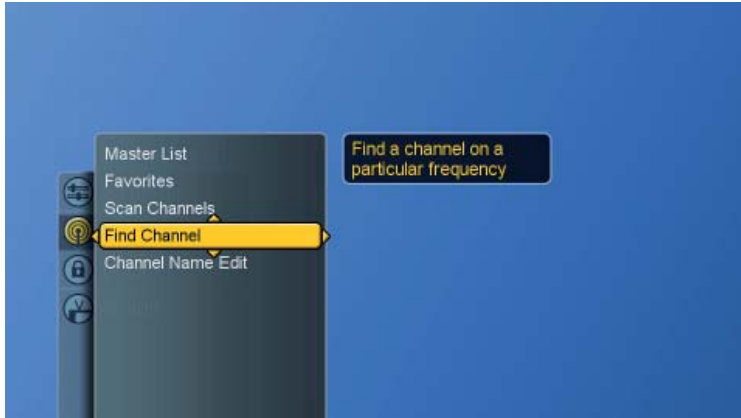 Master List
Favorites
Scan Channels
Find Channel
Channel Name Edit
Find a channel on a
particular frequency